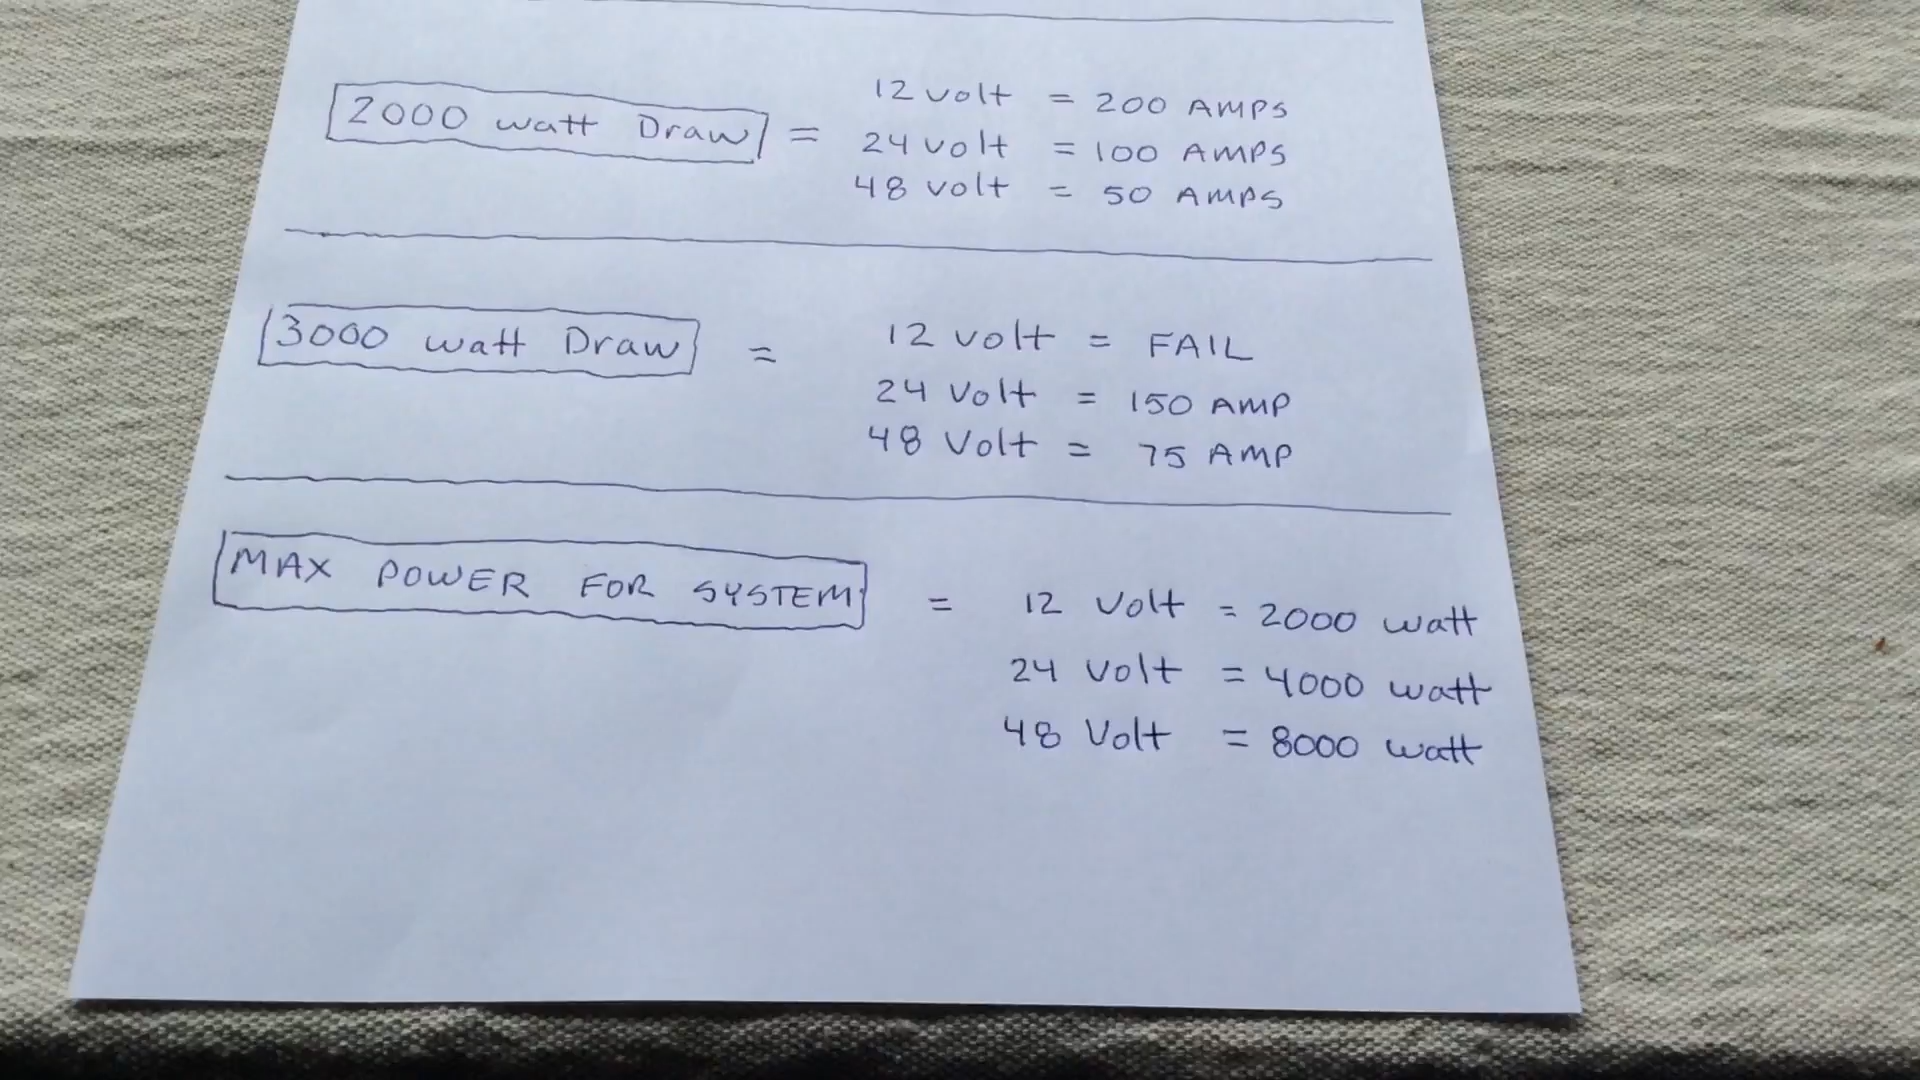 2000 watt Draw = 12 volt = 200 AMPS
24 volt = 100 AMPS
48 volt = 50 AMPS
3000 watt Draw = 12 volt = FAIL
24 Volt = 150 AMP
48 Volt = 75 AMP
MAX POWER FOR SYSTEM = 12 Volt = 2000 watt
24 Volt = 4000 watt
48 Volt = 8000 watt